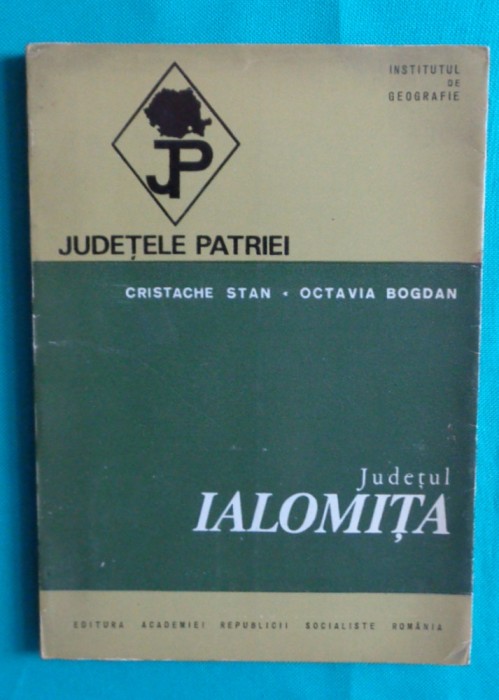 INSTITUTUL
DE
GEOGRAFIE
JP
JUDEȚELE PATRIEI
CRISTACHE STAN • OCTAVIA BOGDAN
Județul
IALOMIȚA
EDITURA ACADEMIEI REPUBLICII SOCIALISTE ROMÂNIA